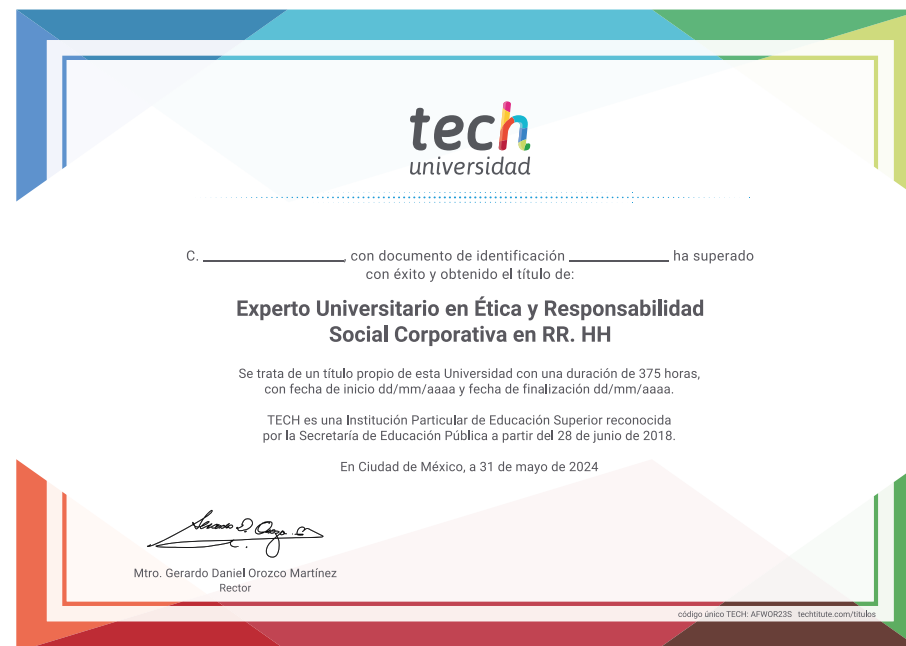 tech
universidad
C. ____________, con documento de identificación ____________ ha superado
con éxito y obtenido el título de:
Experto Universitario en Ética y Responsabilidad
Social Corporativa en RR. HH
Se trata de un título propio de esta Universidad con una duración de 375 horas,
con fecha de inicio dd/mm/aaaa y fecha de finalización dd/mm/aaaa.
TECH es una Institución Particular de Educación Superior reconocida
por la Secretaría de Educación Pública a partir del 28 de junio de 2018.
En Ciudad de México, a 31 de mayo de 2024
Mtro. Gerardo Daniel Orozco Martínez
Rector
código único TECH: AFWOR23S techtitute.com/titulos